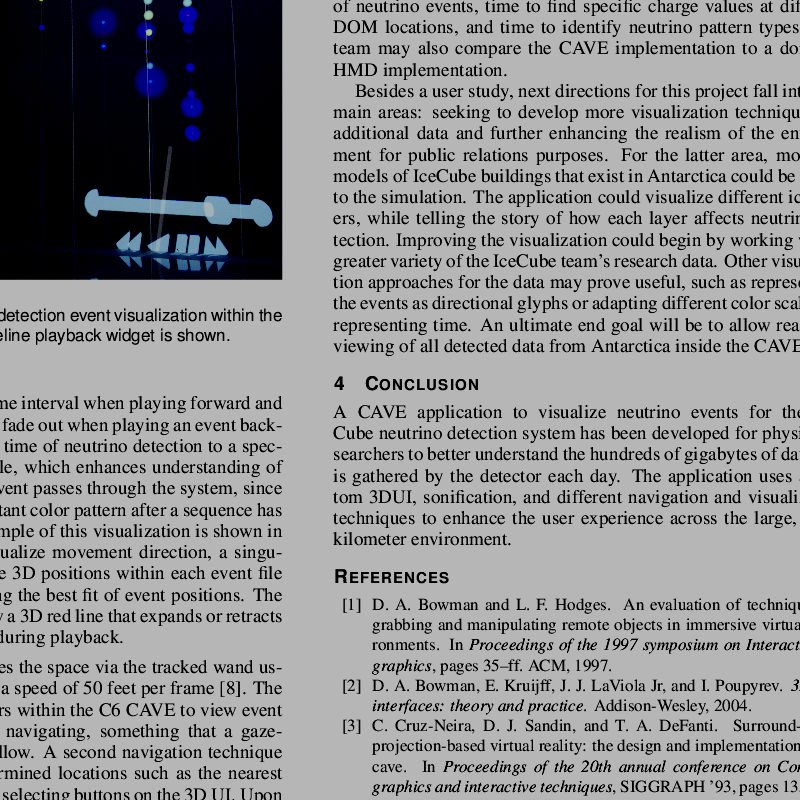 detection event visualization within the
eline playback widget is shown.
me interval when playing forward and
fade out when playing an event back-
time of neutrino detection to a spec-
le, which enhances understanding of
vent passes through the system, since
tant color pattern after a sequence has
mple of this visualization is shown in
ualize movement direction, a singu-
e 3D positions within each event file
ng the best fit of event positions. The
y a 3D red line that expands or retracts
during playback.
es the space via the tracked wand us-
a speed of 50 feet per frame [8]. The
rs within the C6 CAVE to view event
navigating, something that a gaze-
llow. A second navigation technique
rmined locations such as the nearest
selecting buttons on the 3D UI. Upon
of neutrino events, time to find specific charge values at dif
DOM locations, and time to identify neutrino pattern types
team may also compare the CAVE implementation to a do
HMD implementation.
Besides a user study, next directions for this project fall int
main areas: seeking to develop more visualization techniqu
additional data and further enhancing the realism of the en
ment for public relations purposes. For the latter area, mo
models of IceCube buildings that exist in Antarctica could be
to the simulation. The application could visualize different ic
ers, while telling the story of how each layer affects neutrin
tection. Improving the visualization could begin by working
greater variety of the IceCube team's research data. Other visu
tion approaches for the data may prove useful, such as repres
the events as directional glyphs or adapting different color scal
representing time. An ultimate end goal will be to allow rea
viewing of all detected data from Antarctica inside the CAVE
4 CONCLUSION
A CAVE application to visualize neutrino events for the
Cube neutrino detection system has been developed for physi
searchers to better understand the hundreds of gigabytes of da
is gathered by the detector each day. The application uses
tom 3DUI, sonification, and different navigation and visuali
techniques to enhance the user experience across the large,
kilometer environment.
REFERENCES
[1] D. A. Bowman and L. F. Hodges. An evaluation of techniqu
grabbing and manipulating remote objects in immersive virtua
ronments. In Proceedings of the 1997 symposium on Interact
graphics, pages 35–ff. ACM, 1997.
[2] D. A. Bowman, E. Kruijff, J. J. LaViola Jr, and I. Poupyrev. 3
interfaces: theory and practice. Addison-Wesley, 2004.
[3] C. Cruz-Neira, D. J. Sandin, and T. A. DeFanti. Surround-
projection-based virtual reality: the design and implementation
cave. In Proceedings of the 20th annual conference on Co
graphics and interactive techniques, SIGGRAPH '93, pages 13